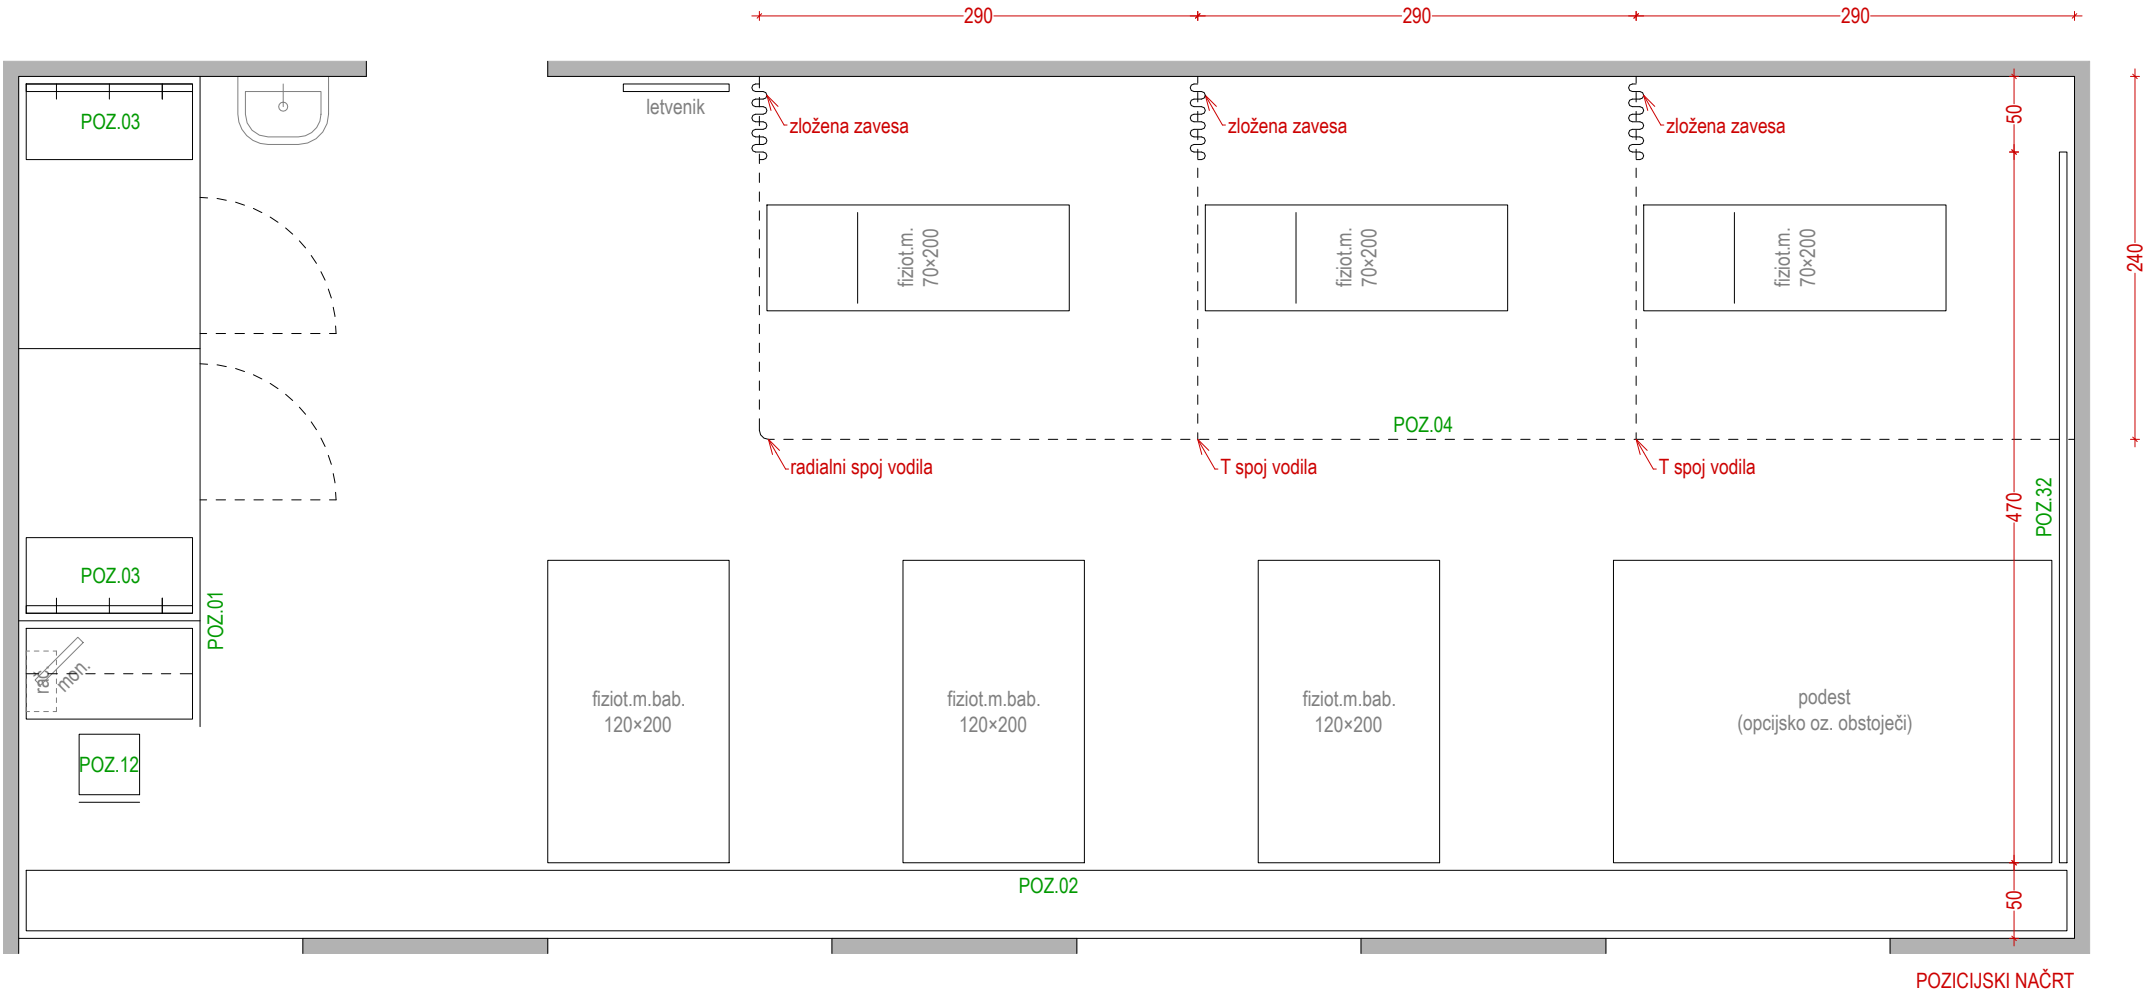 290
290
290
POZ.03
letvenik
zložena zavesa
zložena zavesa
zložena zavesa
50
fiziot.m.
70×200
fiziot.m.
70×200
fiziot.m.
70×200
240
POZ.04
radialni spoj vodila
T spoj vodila
T spoj vodila
470
POZ.32
POZ.03
POZ.01
rač.
mon.
fiziot.m.bab.
120×200
fiziot.m.bab.
120×200
fiziot.m.bab.
120×200
podest
(opcijsko oz. obstoječi)
POZ.12
POZ.02
50
POZICIJSKI NAČRT